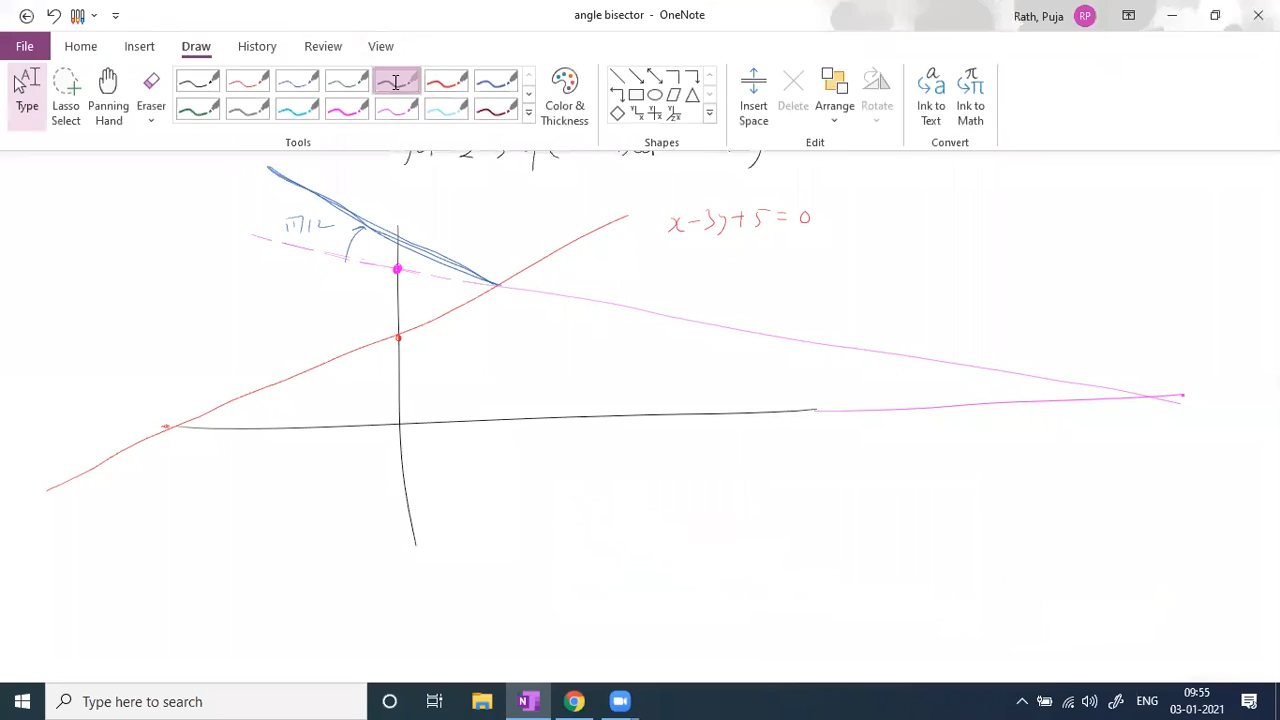 angle bisector - OneNote
Rath, Puja RP
File Home Insert Draw History Review View
Type Lasso Select Panning Hand Eraser Color & Thickness Insert Space Delete Arrange Rotate Ink to Text Ink to Math
Tools Shapes Edit Convert
x-3y+5=0
π/12
Type here to search
ENG
09:55
03-01-2021